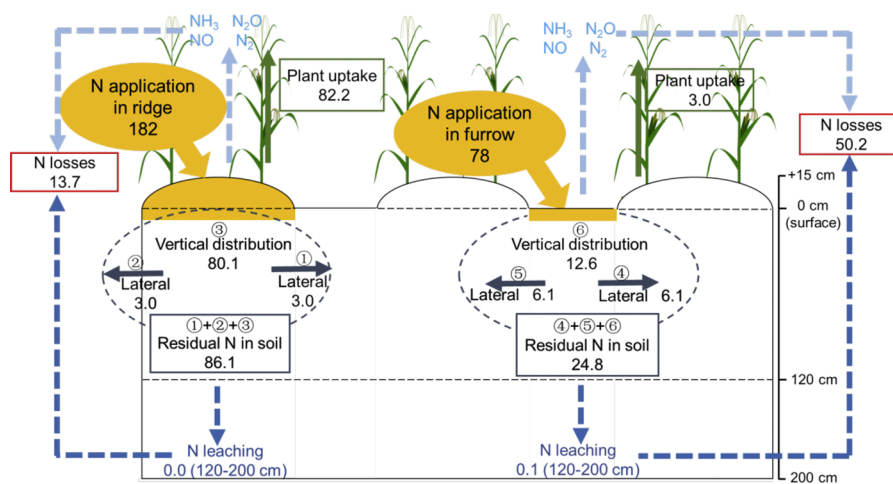 NH₃ N₂O
NO N₂
NH₃ N₂O
NO N₂
N application
in ridge
182
Plant uptake
82.2
N application
in furrow
78
Plant uptake
3.0
N losses
50.2
N losses
13.7
+15 cm
0 cm
(surface)
③
Vertical distribution
80.1
② ①
Lateral Lateral
3.0 3.0
①+②+③
Residual N in soil
86.1
⑥
Vertical distribution
12.6
⑤ ④
Lateral 6.1 Lateral 6.1
④+⑤+⑥
Residual N in soil
24.8
120 cm
N leaching
0.0 (120-200 cm)
N leaching
0.1 (120-200 cm)
200 cm